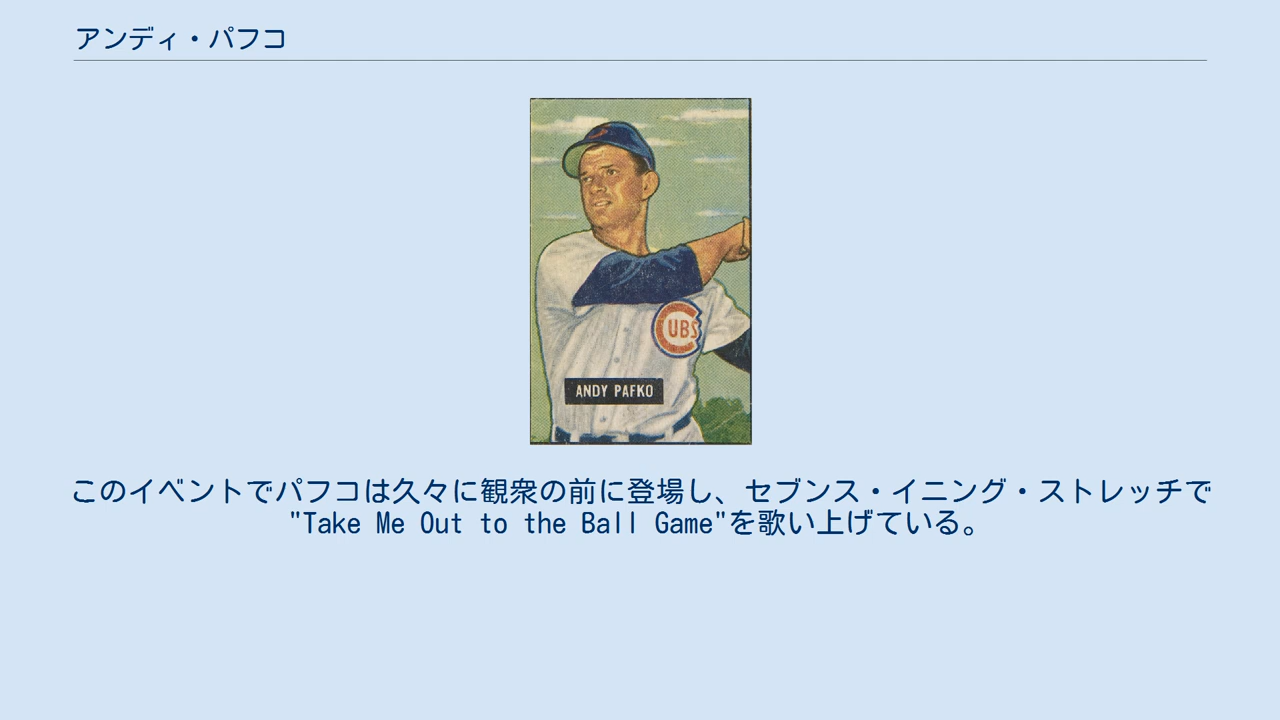 アンディ・パフコ
CUBS
ANDY PAFKO
このイベントでパフコは久々に観衆の前に登場し、セブンス・イニング・ストレッチで
"Take Me Out to the Ball Game"を歌い上げている。